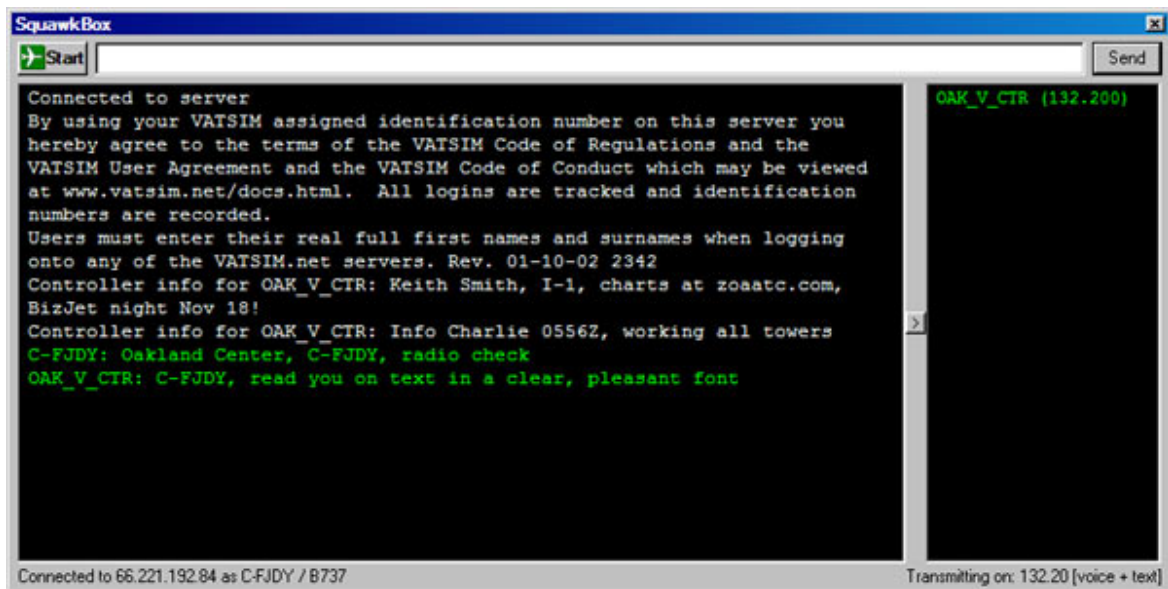 SquawkBox
Start
Send
Connected to server
By using your VATSIM assigned identification number on this server you
hereby agree to the terms of the VATSIM Code of Regulations and the
VATSIM User Agreement and the VATSIM Code of Conduct which may be viewed
at www.vatsim.net/docs.html.  All logins are tracked and identification
numbers are recorded.
Users must enter their real full first names and surnames when logging
onto any of the VATSIM.net servers. Rev. 01-10-02 2342
Controller info for OAK_V_CTR: Keith Smith, I-1, charts at zoaatc.com,
BizJet night Nov 18!
Controller info for OAK_V_CTR: Info Charlie 0556Z, working all towers
C-FJDY: Oakland Center, C-FJDY, radio check
OAK_V_CTR: C-FJDY, read you on text in a clear, pleasant font
OAK_V_CTR (132.200)
Connected to 66.221.192.84 as C-FJDY / B737
Transmitting on: 132.20 [voice + text]